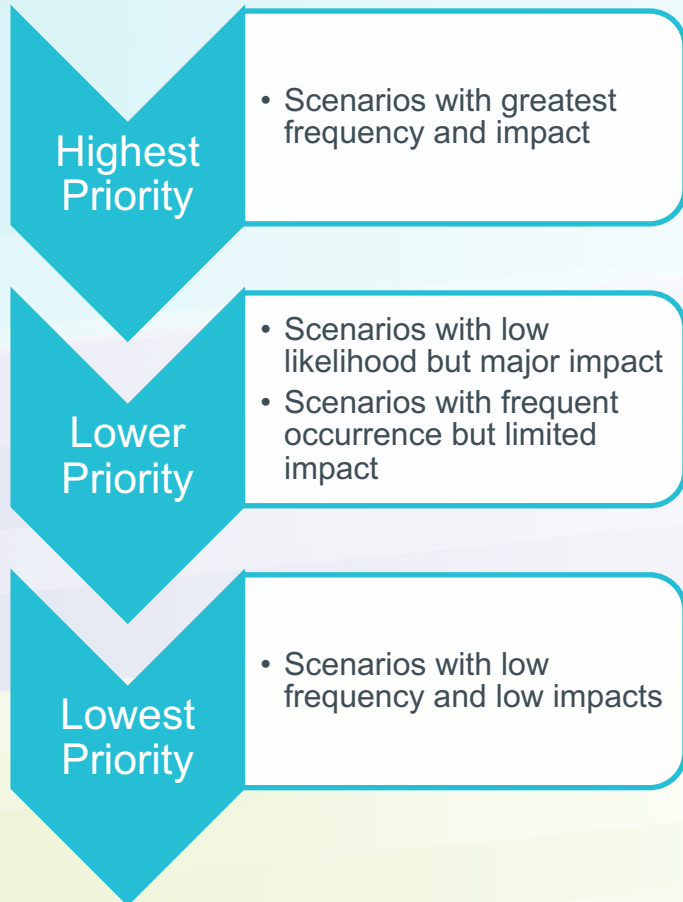 Highest
Priority
• Scenarios with greatest
frequency and impact
Lower
Priority
• Scenarios with low
likelihood but major impact
• Scenarios with frequent
occurrence but limited
impact
Lowest
Priority
• Scenarios with low
frequency and low impacts